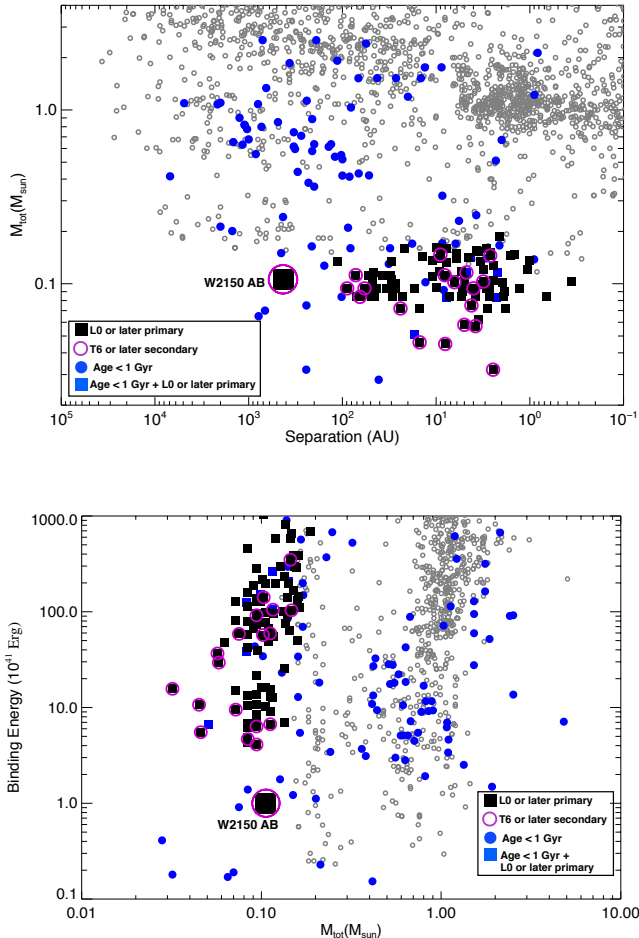 1.0
0.1
M_tot(M_sun)
W2150 AB
L0 or later primary
T6 or later secondary
Age < 1 Gyr
Age < 1 Gyr + L0 or later primary
10^5 10^4 10^3 10^2 10^1 10^0 10^-1
Separation (AU)
1000.0
100.0
10.0
1.0
0.1
Binding Energy (10^41 Erg)
W2150 AB
L0 or later primary
T6 or later secondary
Age < 1 Gyr
Age < 1 Gyr +
L0 or later primary
0.01 0.10 1.00 10.00
M_tot(M_sun)